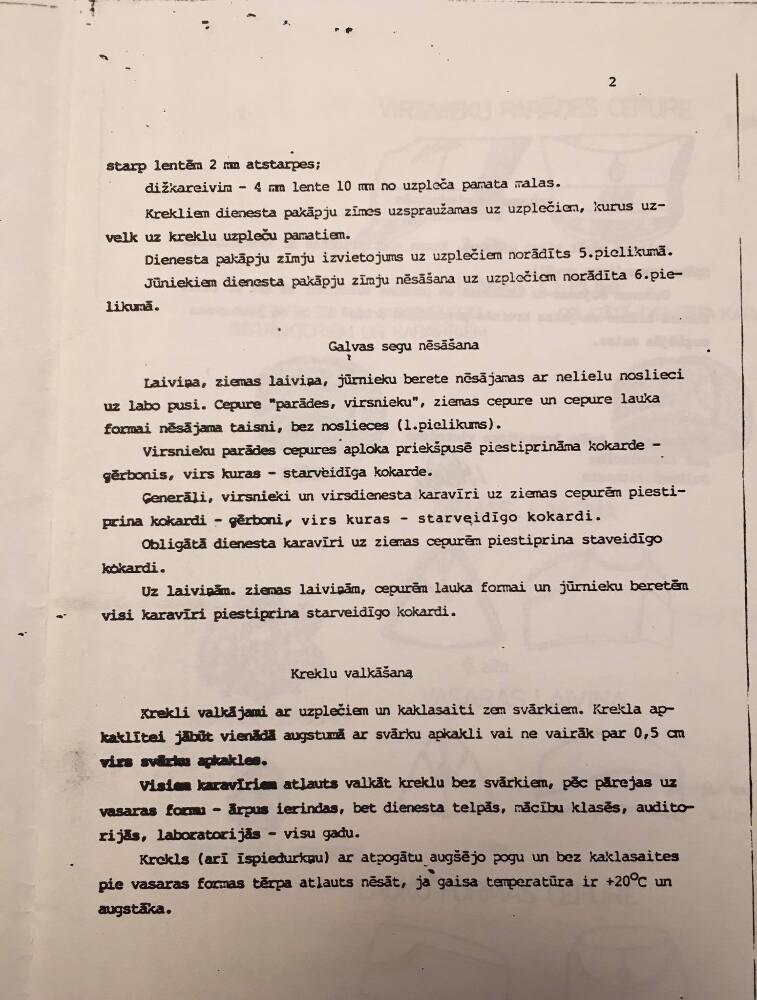 2
starp lentēm 2 mm atstarpes;
dižkareivim - 4 mm lente 10 mm no uzpleča pamata malas.
Krekliem dienesta pakāpju zīmes uzspraužamas uz uzplečiem, kurus uz-
velk uz kreklu uzpleču pamatiem.
Dienesta pakāpju zīmju izvietojums uz uzplečiem norādīts 5.pielikumā.
Jūniekiem dienesta pakāpju zīmju nēsāšana uz uzplečiem norādīta 6.pie-
likumā.
Galvas segu nēsāšana
Laiviņa, ziemas laiviņa, jūrnieku berete nēsājamas ar nelielu noslieci
uz labo pusi. Cepure "parādes, virsnieku", ziemas cepure un cepure lauka
formai nēsājama taisni, bez noslieces (1.pielikums).
Virsnieku parādes cepures aploka priekšpusē piestiprināma kokarde -
ģērbonis, virs kuras - starveidīga kokarde.
Ģenerāļi, virsnieki un virsdienesta karavīri uz ziemas cepurēm piesti-
prina kokardi - ģērboni, virs kuras - starveidīgo kokardi.
Obligātā dienesta karavīri uz ziemas cepurēm piestiprina staveidīgo
kokardi.
Uz laiviņām. ziemas laiviņām, cepurēm lauka formai un jūrnieku beretēm
visi karavīri piestiprina starveidīgo kokardi.
Kreklu valkāšana
Krekli valkājami ar uzplečiem un kaklasaiti zem svārkiem. Krekla ap-
kaklītei jābūt vienādā augstumā ar svārku apkakli vai ne vairāk par 0,5 cm
virs svārku apkakles.
Visiem karavīriem atļauts valkāt kreklu bez svārkiem, pēc pārejas uz
vasaras formu - ārpus ierindas, bet dienesta telpās, mācību klasēs, audito-
rijās, laboratorijās - visu gadu.
Krekls (arī īspiedurkņu) ar atpogātu augšējo pogu un bez kaklasaites
pie vasaras formas tērpa atļauts nēsāt, ja gaisa temperatūra ir +20°C un
augstāka.